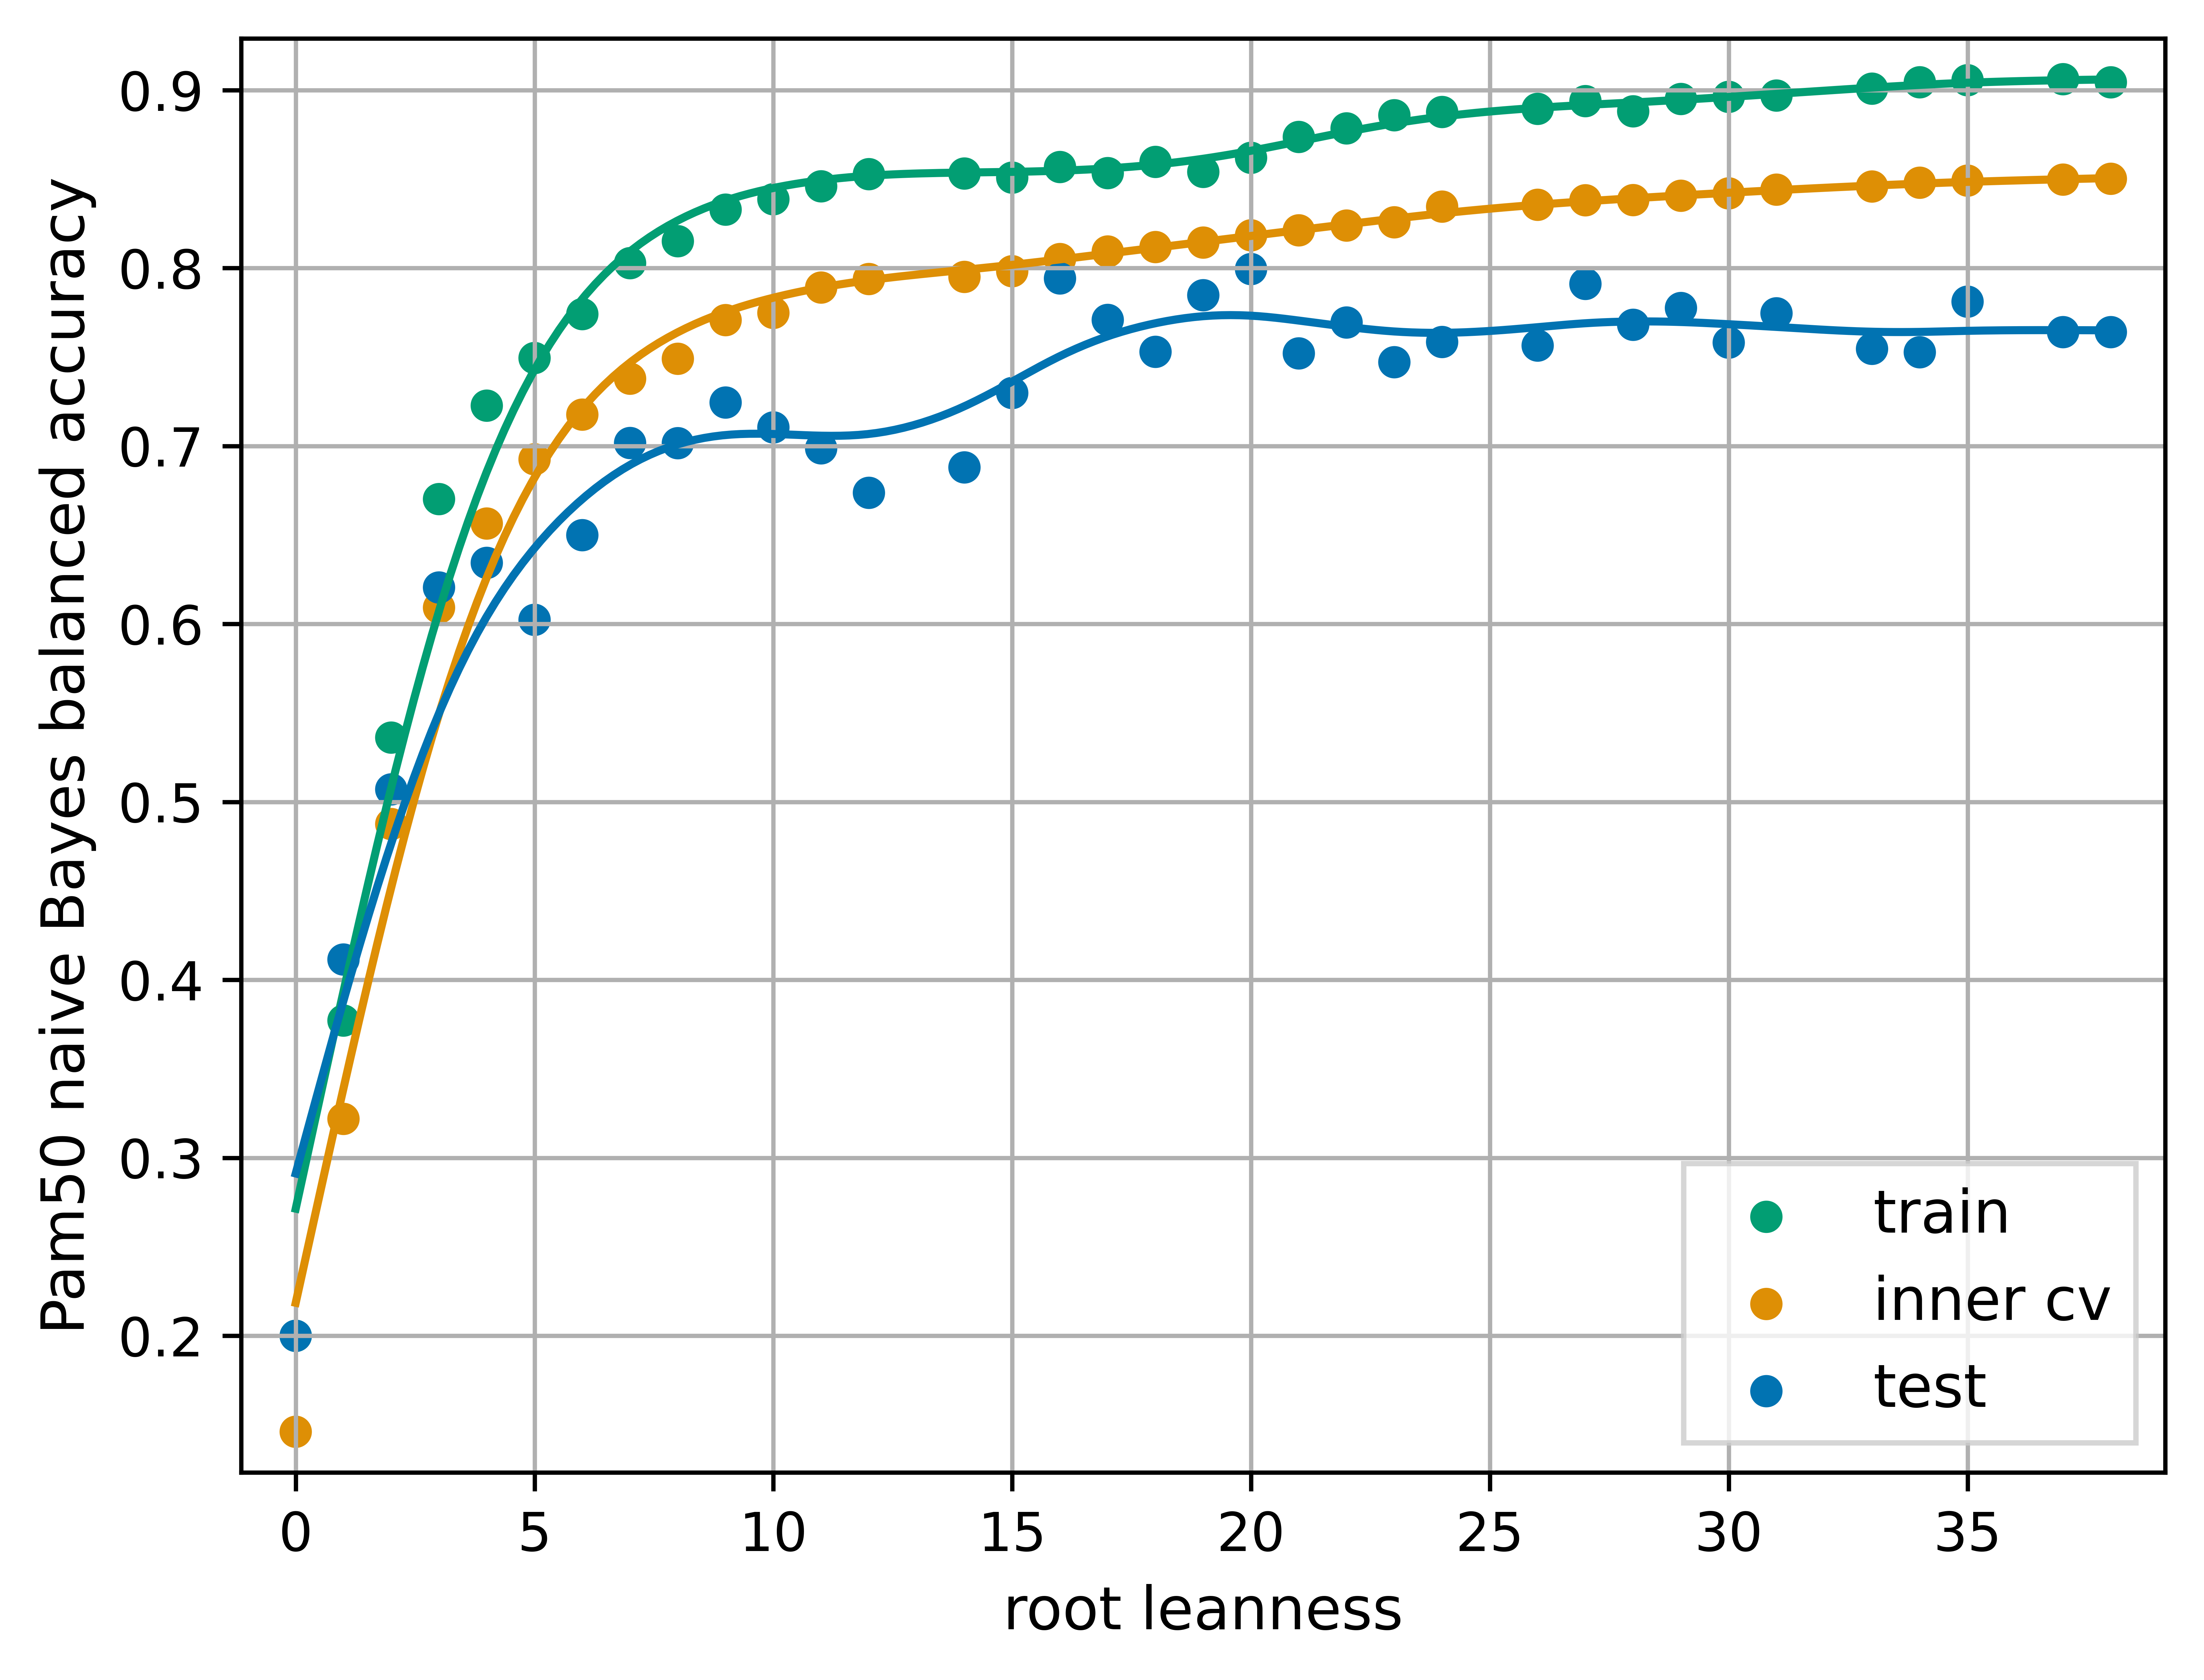 Pam50 naive Bayes balanced accuracy
0.9
0.8
0.7
0.6
0.5
0.4
0.3
0.2
0 5 10 15 20 25 30 35
root leanness
train
inner cv
test